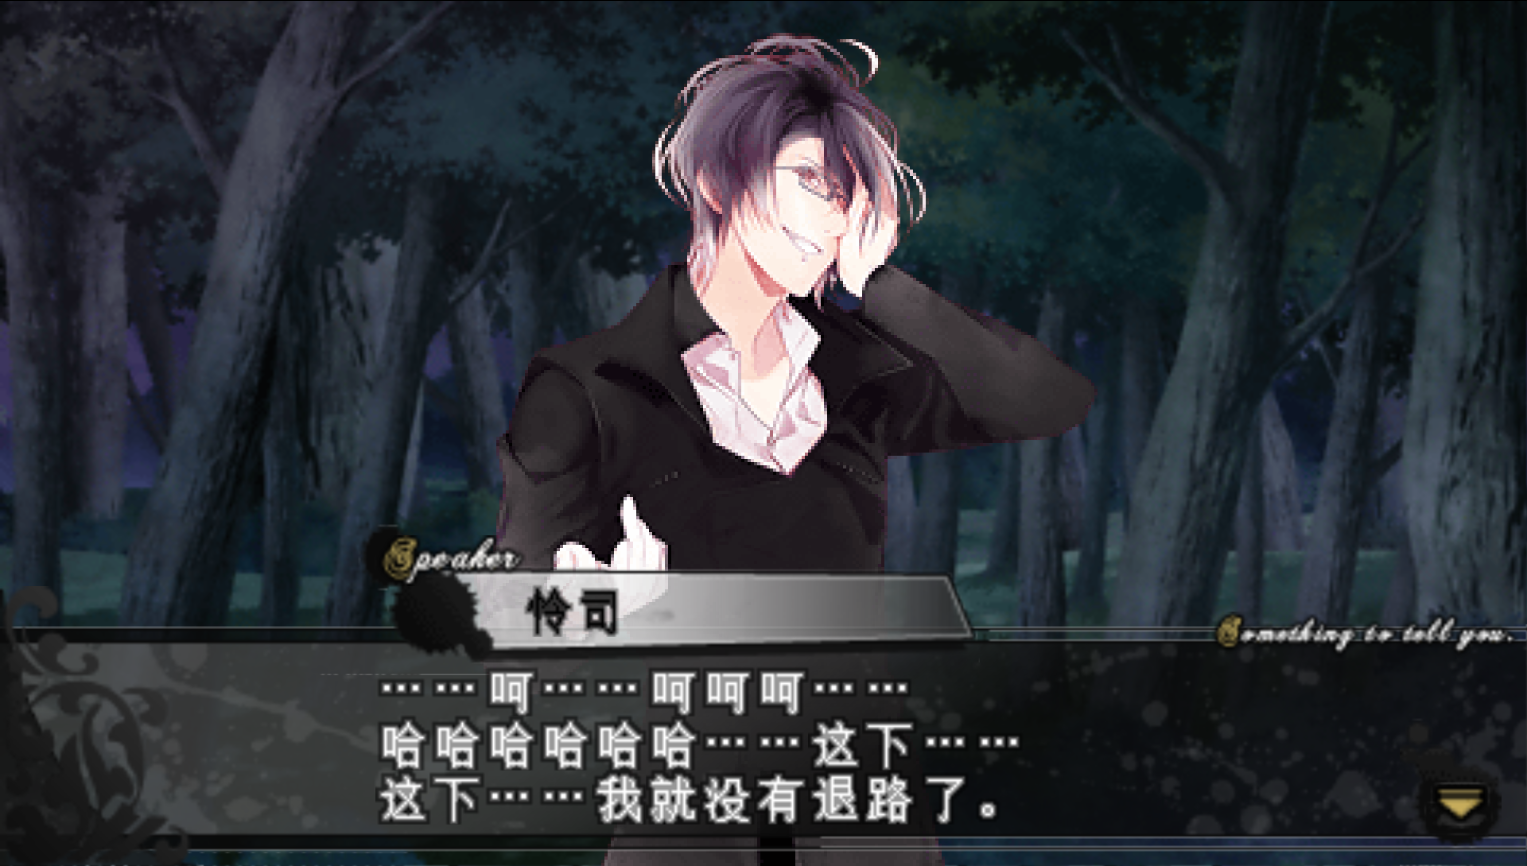 Speaker
怜司
Something to tell you.
……呵……呵呵呵……
哈哈哈哈哈哈……这下……
这下……我就没有退路了。